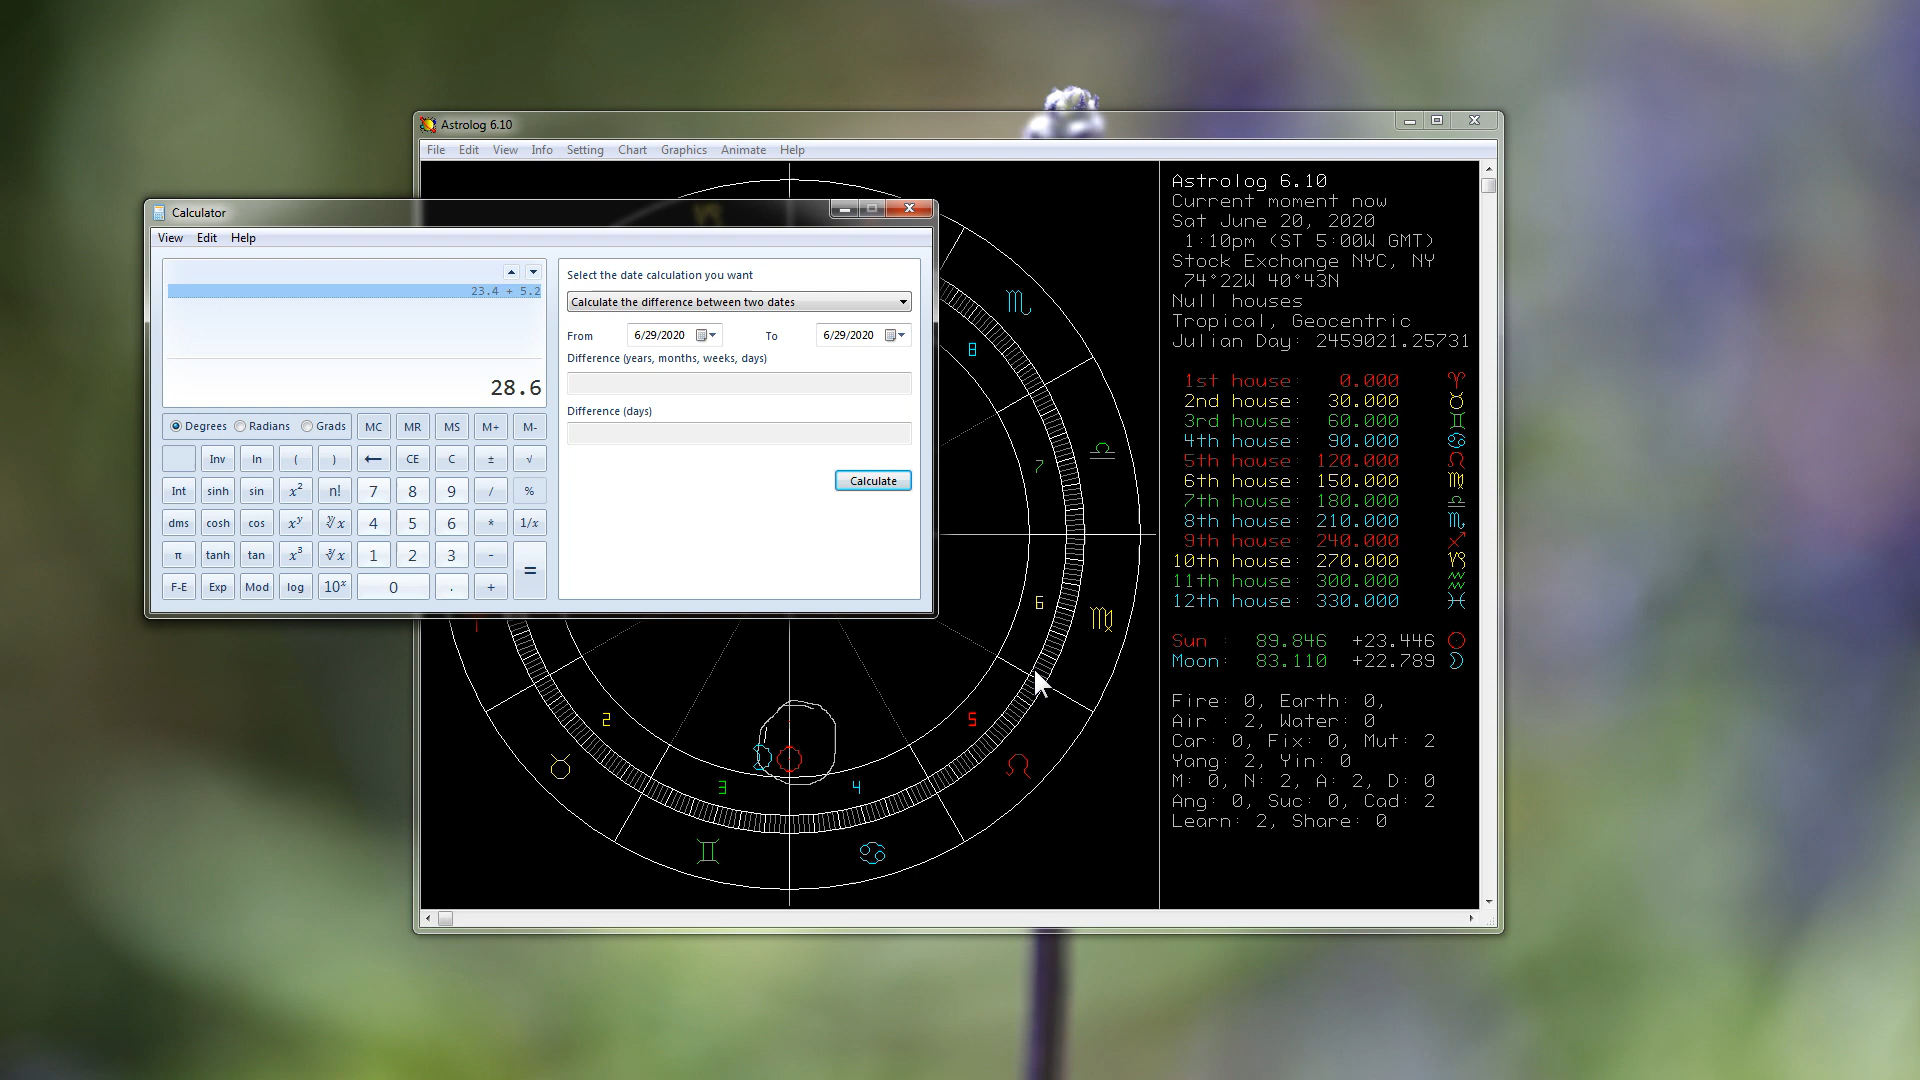 Astrolog 6.10
File Edit View Info Setting Chart Graphics Animate Help
Calculator
View Edit Help
23.4 + 5.2
28.6
Degrees Radians Grads MC MR MS M+ M-
Inv ln ( ) ← CE C ± √
Int sinh sin x² n! 7 8 9 / %
dms cosh cos xʸ ʸ√x 4 5 6 * 1/x
π tanh tan x³ ³√x 1 2 3 - =
F-E Exp Mod log 10ˣ 0 . +
Select the date calculation you want
Calculate the difference between two dates
From 6/29/2020 To 6/29/2020
Difference (years, months, weeks, days)
Difference (days)
Calculate
♏
8
♎
7
6
♍
1
2
5
♉
♌
3
4
♊
♋
Astrolog 6.10
Current moment now
Sat June 20, 2020
1:10pm (ST 5:00W GMT)
Stock Exchange NYC, NY
74°22W 40°43N
Null houses
Tropical, Geocentric
Julian Day: 2459021.25731
1st house: 0.000 ♈
2nd house: 30.000 ♉
3rd house: 60.000 ♊
4th house: 90.000 ♋
5th house: 120.000 ♌
6th house: 150.000 ♍
7th house: 180.000 ♎
8th house: 210.000 ♏
9th house: 240.000 ♐
10th house: 270.000 ♑
11th house: 300.000 ♒
12th house: 330.000 ♓
Sun : 89.846 +23.446
Moon: 83.110 +22.789
Fire: 0, Earth: 0,
Air : 2, Water: 0
Car: 0, Fix: 0, Mut: 2
Yang: 2, Yin: 0
M: 0, N: 2, A: 2, D: 0
Ang: 0, Suc: 0, Cad: 2
Learn: 2, Share: 0